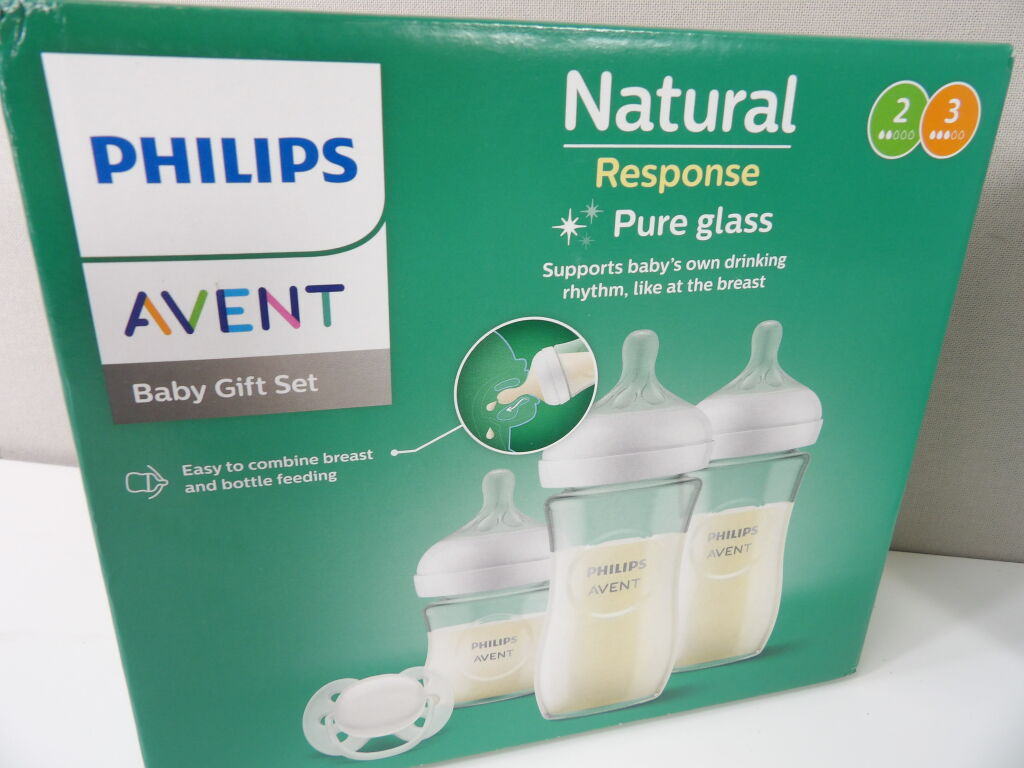 PHILIPS
AVENT
Baby Gift Set
Natural
Response
Pure glass
Supports baby's own drinking
rhythm, like at the breast
2
3
Easy to combine breast
and bottle feeding
PHILIPS
AVENT
PHILIPS
AVENT
PHILIPS
AVENT